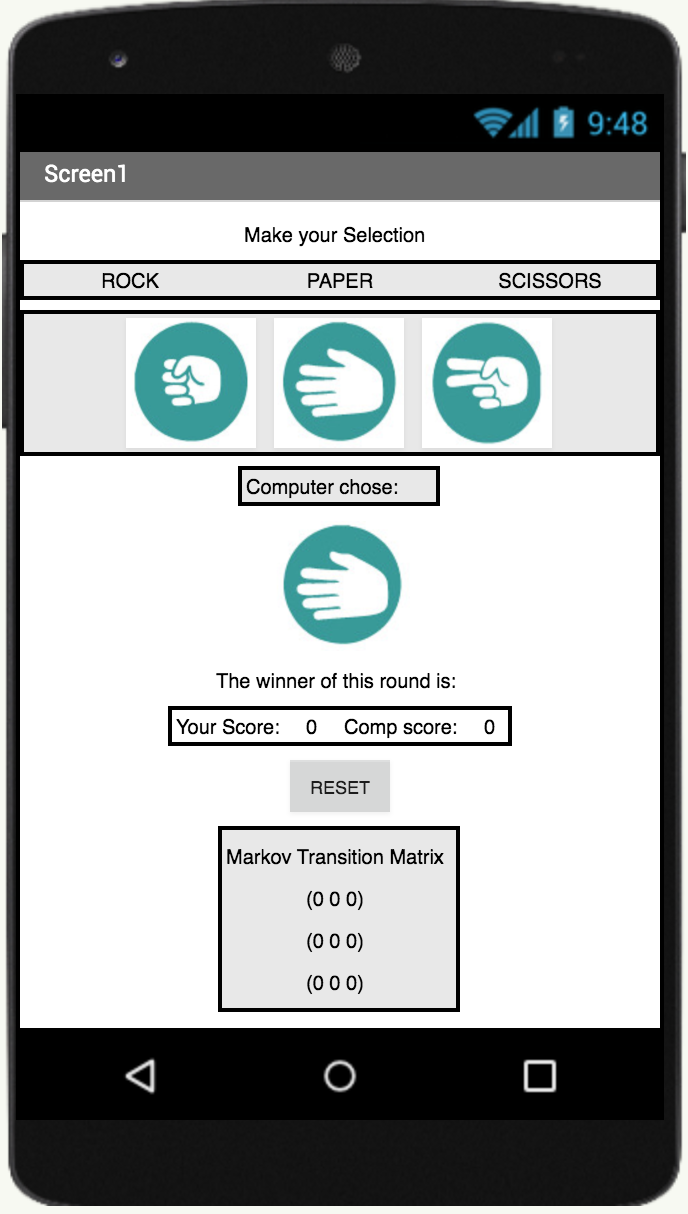 9:48
Screen1
Make your Selection
ROCK PAPER SCISSORS
Computer chose:
The winner of this round is:
Your Score: 0 Comp score: 0
RESET
Markov Transition Matrix
(0 0 0)
(0 0 0)
(0 0 0)